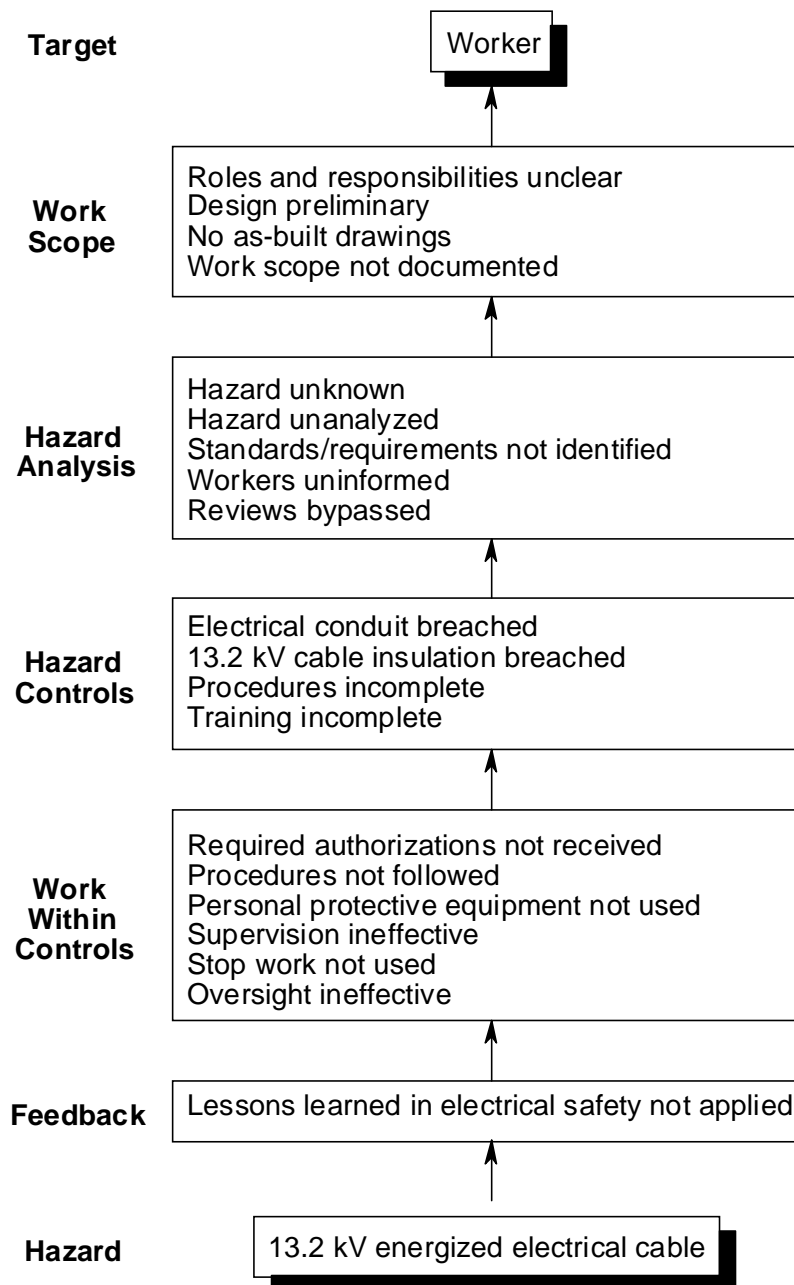 Target
Worker
Work
Scope
Roles and responsibilities unclear
Design preliminary
No as-built drawings
Work scope not documented
Hazard
Analysis
Hazard unknown
Hazard unanalyzed
Standards/requirements not identified
Workers uninformed
Reviews bypassed
Hazard
Controls
Electrical conduit breached
13.2 kV cable insulation breached
Procedures incomplete
Training incomplete
Work
Within
Controls
Required authorizations not received
Procedures not followed
Personal protective equipment not used
Supervision ineffective
Stop work not used
Oversight ineffective
Feedback
Lessons learned in electrical safety not applied
Hazard
13.2 kV energized electrical cable